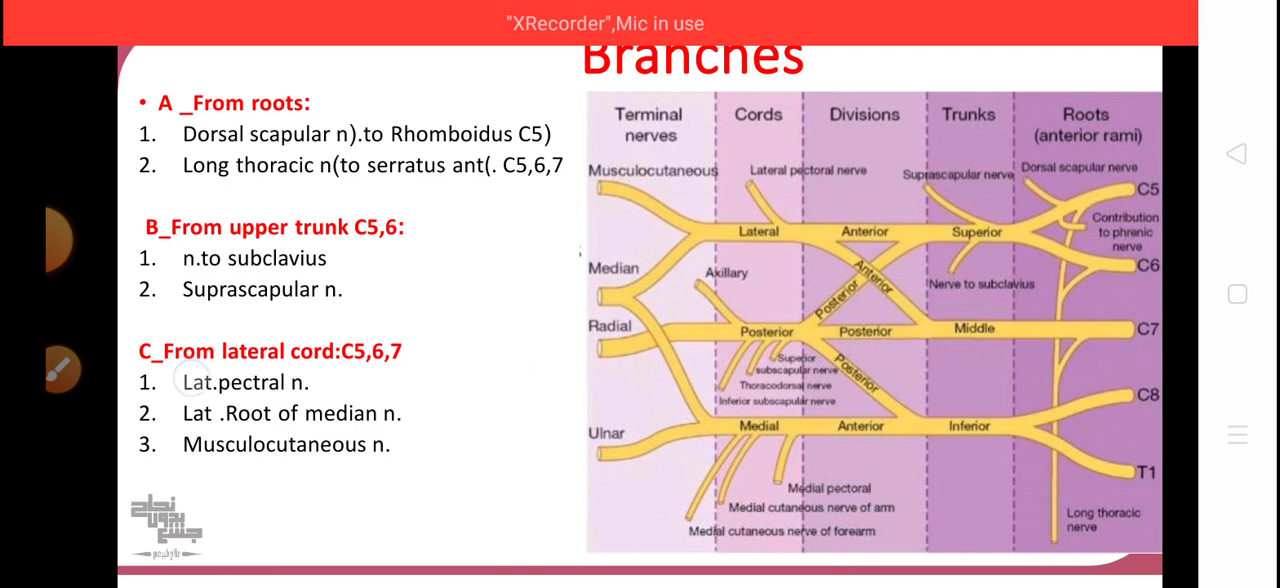 "XRecorder",Mic in use
Branches
• A _From roots:
1. Dorsal scapular n).to Rhomboidus C5)
2. Long thoracic n(to serratus ant(. C5,6,7
B_From upper trunk C5,6:
1. n.to subclavius
2. Suprascapular n.
C_From lateral cord:C5,6,7
1. Lat.pectral n.
2. Lat .Root of median n.
3. Musculocutaneous n.
نجاح
بدون
جشع
علاج طبيعي
Terminal
nerves
Cords
Divisions
Trunks
Roots
(anterior rami)
Musculocutaneous
Lateral pectoral nerve
Suprascapular nerve
Dorsal scapular nerve
C5
Contribution
to phrenic
nerve
Lateral
Anterior
Superior
C6
Median
Axillary
Anterior
Posterior
Nerve to subclavius
Radial
Posterior
Posterior
Middle
C7
Superior
subscapular nerve
Posterior
Thoracodorsal nerve
Inferior subscapular nerve
C8
Ulnar
Medial
Anterior
Inferior
T1
Medial pectoral
Medial cutaneous nerve of arm
Medial cutaneous nerve of forearm
Long thoracic
nerve